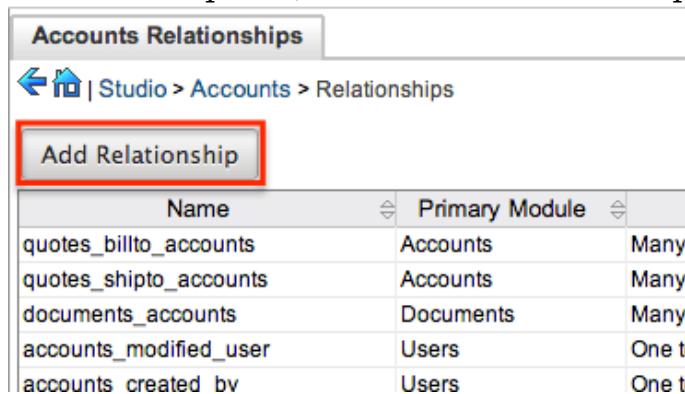 Accounts Relationships
| Studio > Accounts > Relationships
Add Relationship
Name Primary Module
quotes_billto_accounts Accounts Many
quotes_shipto_accounts Accounts Many
documents_accounts Documents Many
accounts_modified_user Users One
accounts_created_by Users One